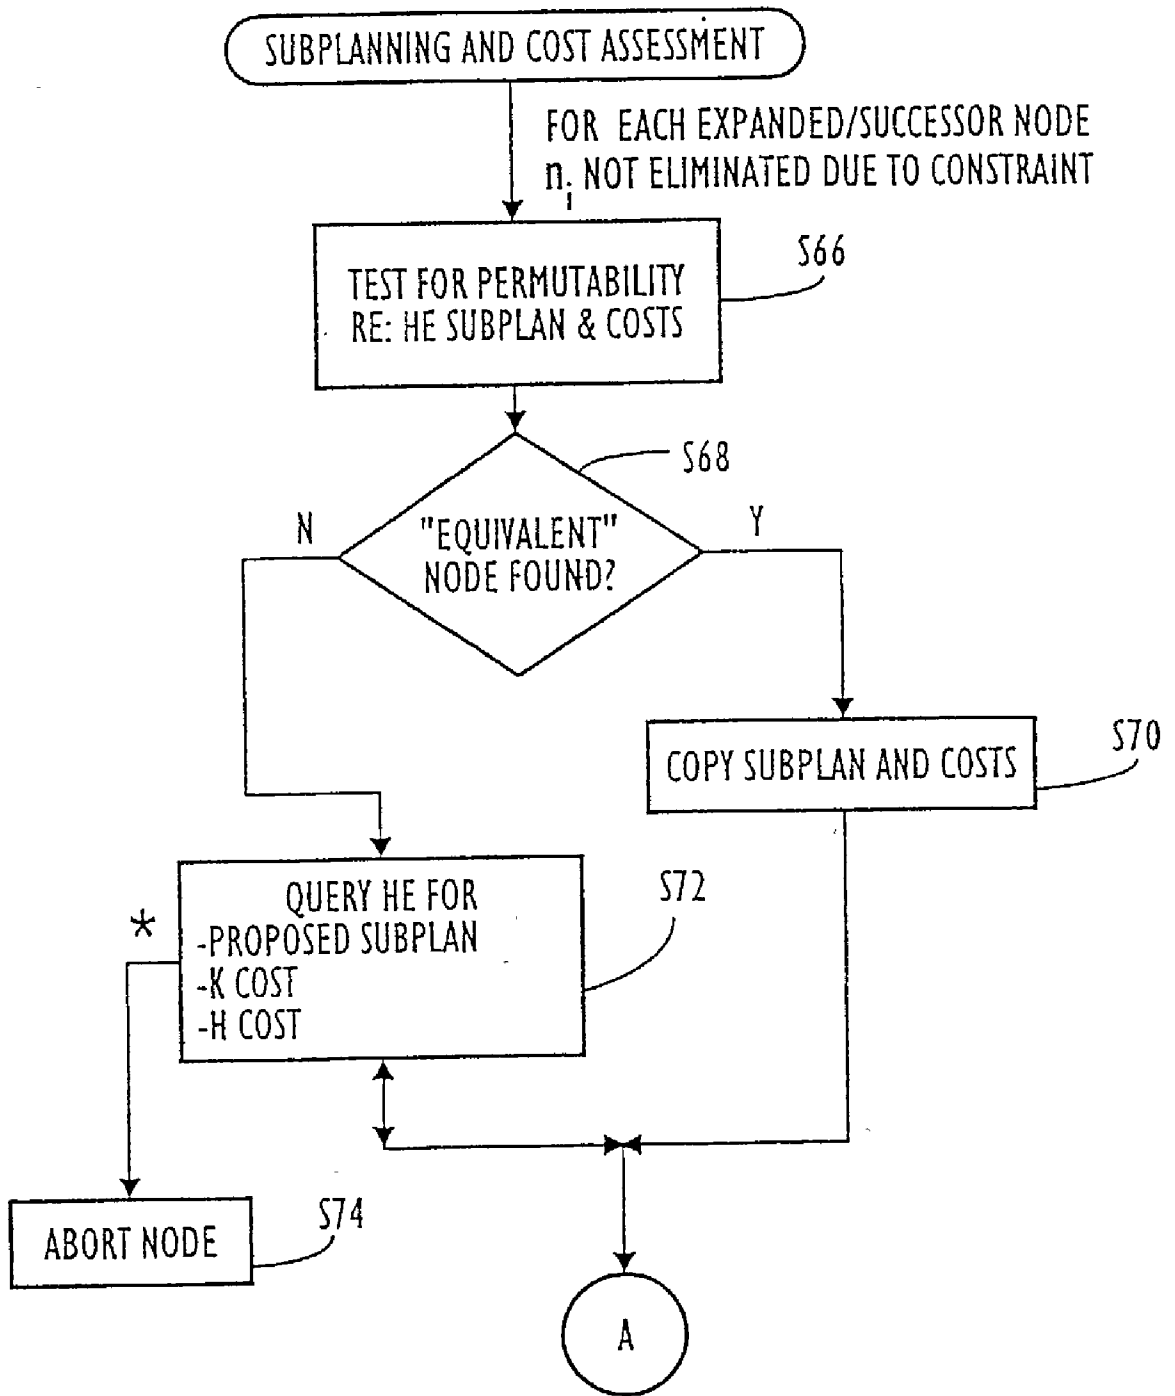 SUBPLANNING AND COST ASSESSMENT
FOR EACH EXPANDED/SUCCESSOR NODE
ni NOT ELIMINATED DUE TO CONSTRAINT
S66
TEST FOR PERMUTABILITY
RE: HE SUBPLAN & COSTS
S68
N
Y
"EQUIVALENT"
NODE FOUND?
S70
COPY SUBPLAN AND COSTS
S72
QUERY HE FOR
*
-PROPOSED SUBPLAN
-K COST
-H COST
S74
ABORT NODE
A